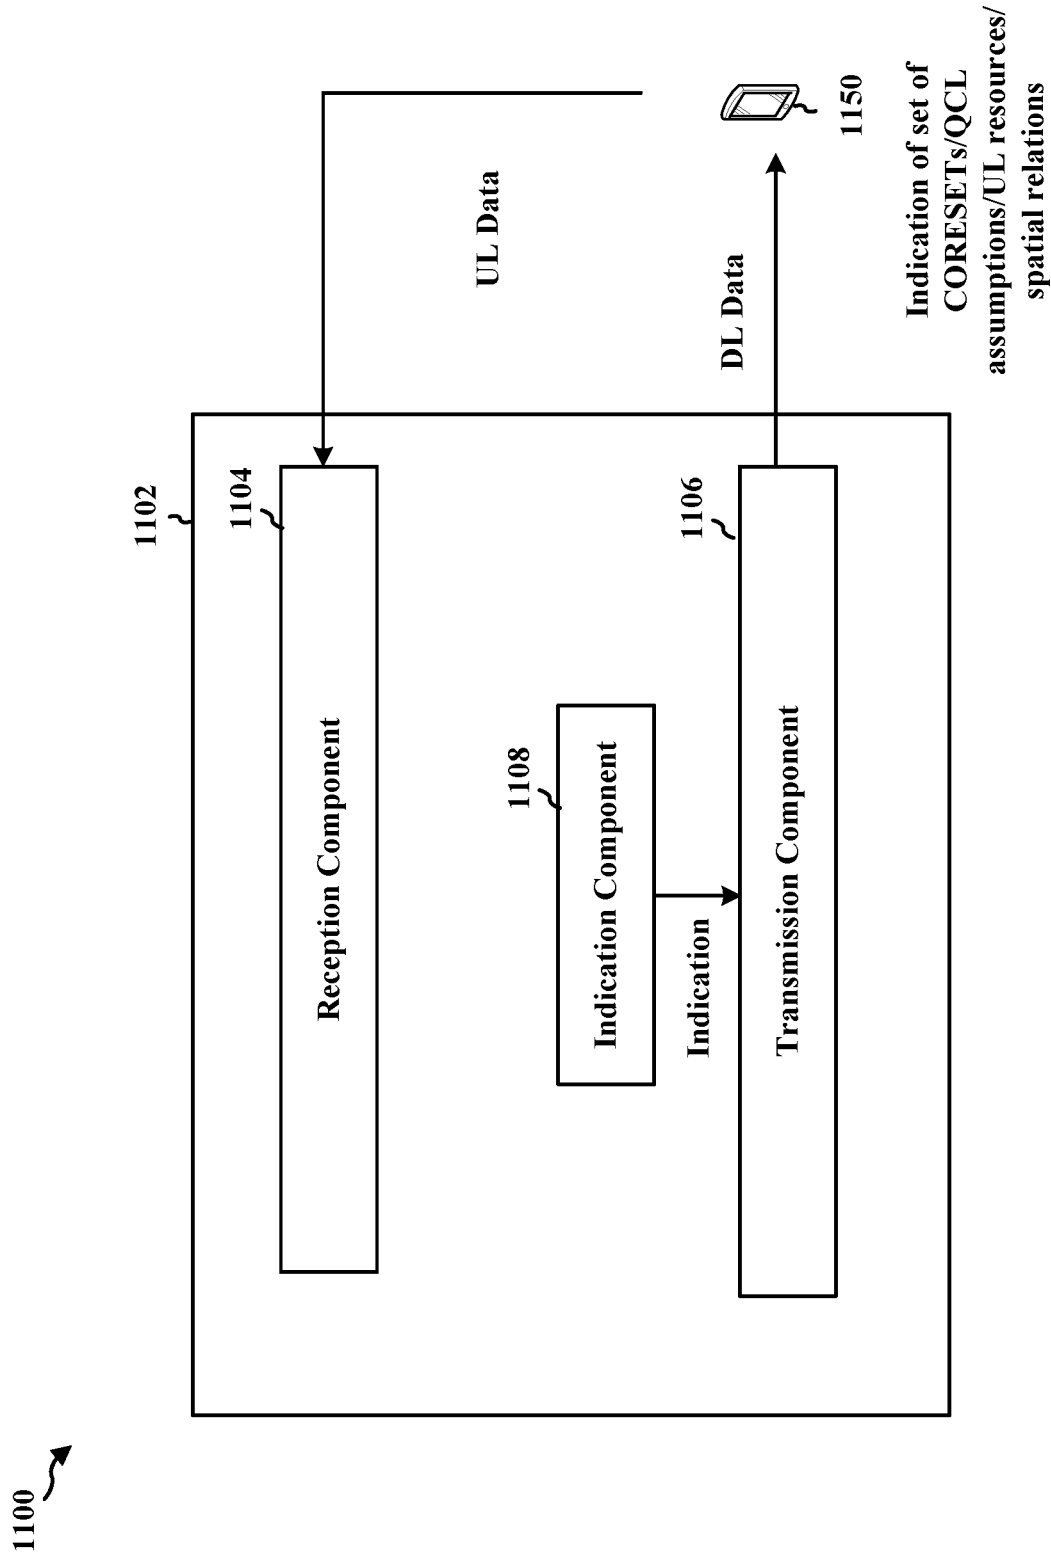 1100
1102
1104
Reception Component
UL Data
1108
Indication Component
Indication
1106
Transmission Component
DL Data
1150
Indication of set of
CORESETs/QCL
assumptions/UL resources/
spatial relations